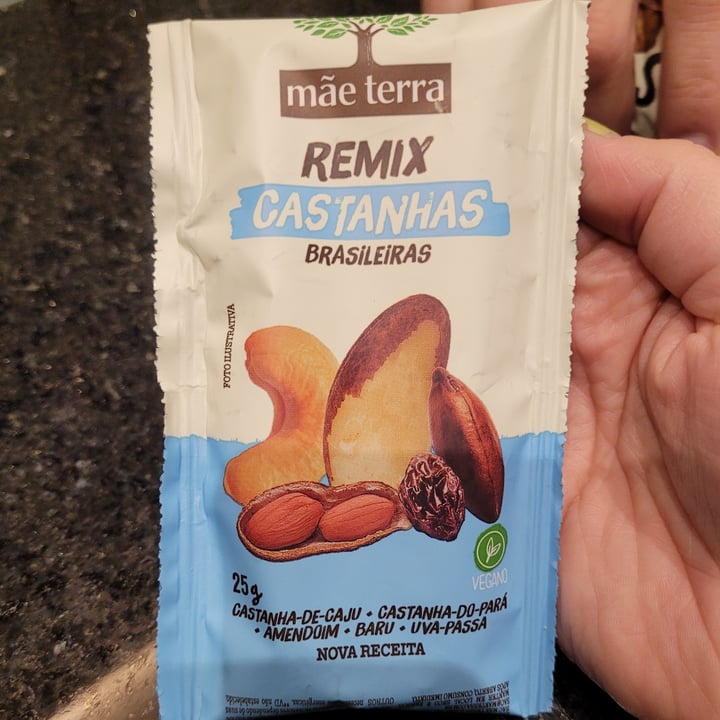 mãe terra
REMIX
CASTANHAS
BRASILEIRAS
FOTO ILUSTRATIVA
VEGANO
25g
CASTANHA-DE-CAJU • CASTANHA-DO-PARÁ
• AMENDOIM • BARU • UVA-PASSA
NOVA RECEITA